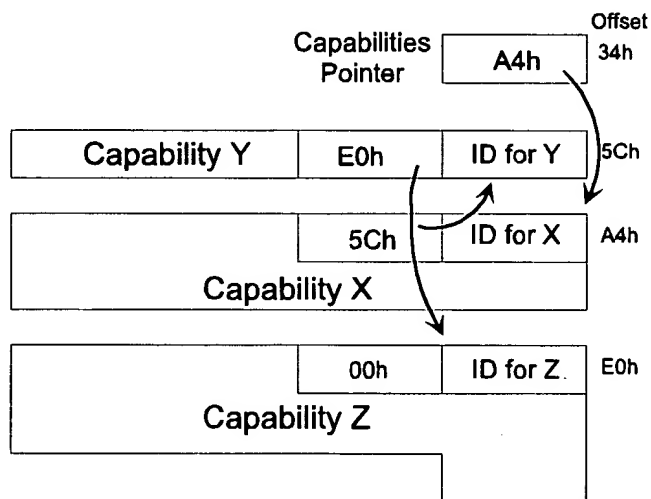 Offset
Capabilities
Pointer
A4h
34h
Capability Y
E0h
ID for Y
5Ch
5Ch
ID for X
A4h
Capability X
00h
ID for Z
E0h
Capability Z